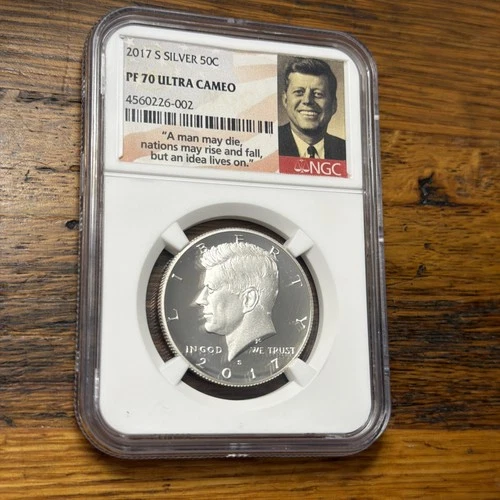 2017 S SILVER 50C
PF 70 ULTRA CAMEO
4560226-002
"A man may die,
nations may rise and fall,
but an idea lives on."
NGC
LIBERTY
IN GOD WE TRUST
S
2017